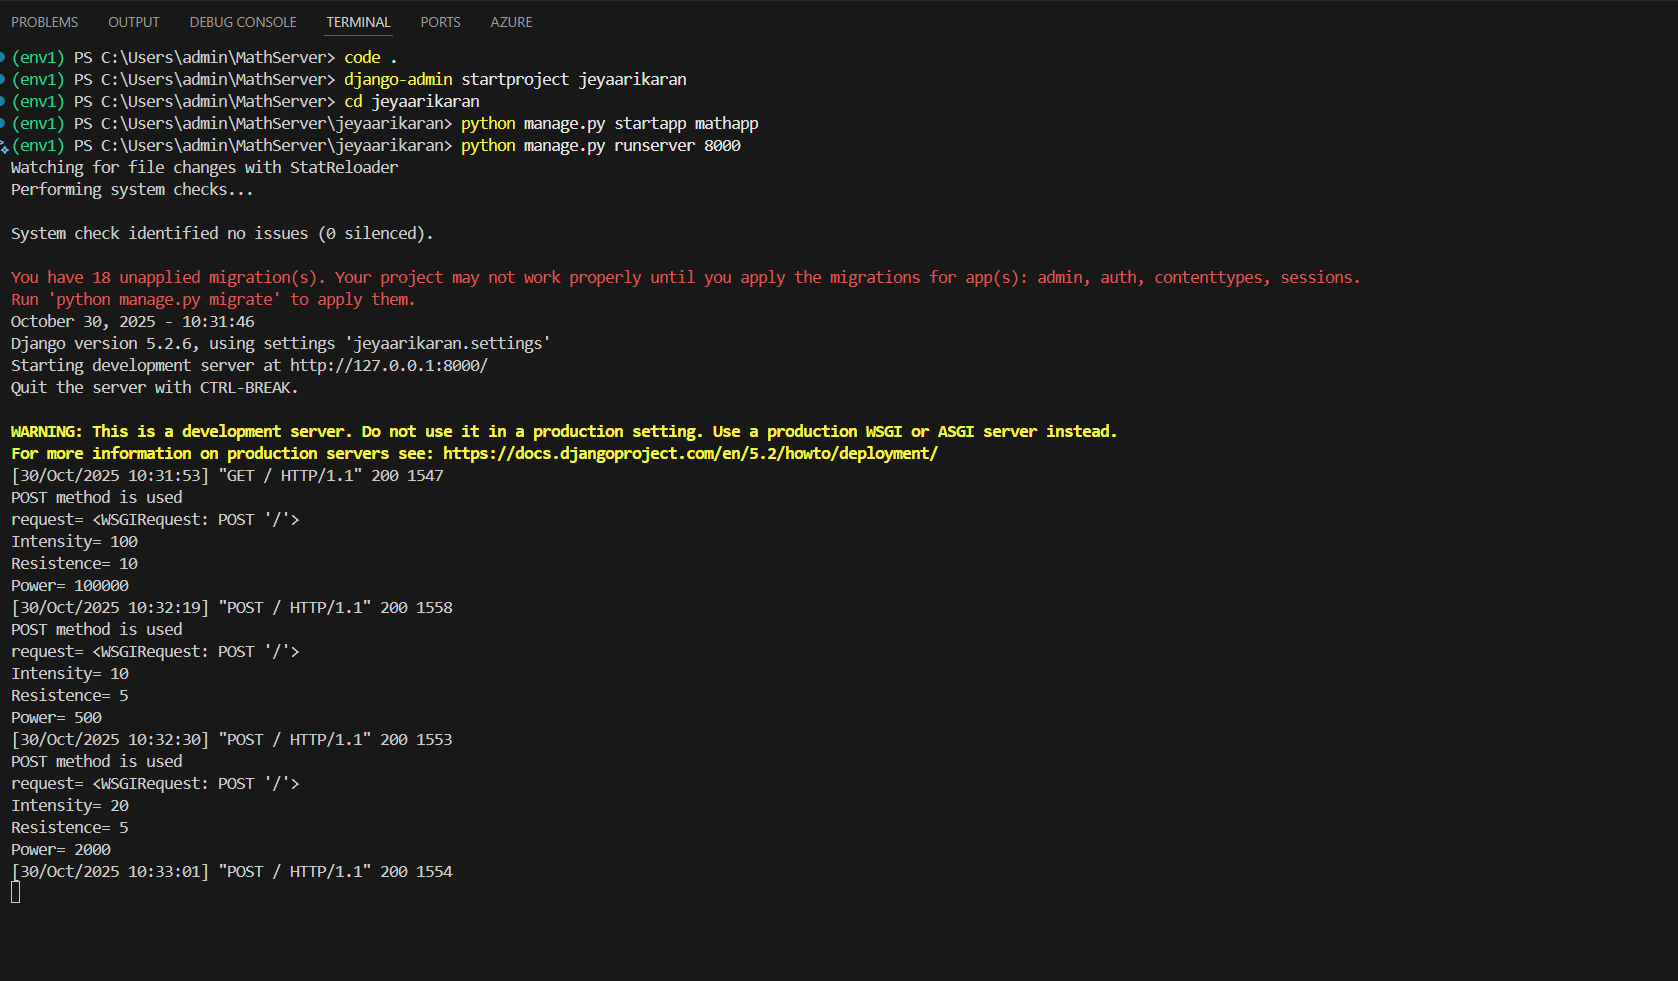 PROBLEMS OUTPUT DEBUG CONSOLE TERMINAL PORTS AZURE
(env1) PS C:\Users\admin\MathServer> code .
(env1) PS C:\Users\admin\MathServer> django-admin startproject jeyaarikaran
(env1) PS C:\Users\admin\MathServer> cd jeyaarikaran
(env1) PS C:\Users\admin\MathServer\jeyaarikaran> python manage.py startapp mathapp
(env1) PS C:\Users\admin\MathServer\jeyaarikaran> python manage.py runserver 8000
Watching for file changes with StatReloader
Performing system checks...
System check identified no issues (0 silenced).
You have 18 unapplied migration(s). Your project may not work properly until you apply the migrations for app(s): admin, auth, contenttypes, sessions.
Run 'python manage.py migrate' to apply them.
October 30, 2025 - 10:31:46
Django version 5.2.6, using settings 'jeyaarikaran.settings'
Starting development server at http://127.0.0.1:8000/
Quit the server with CTRL-BREAK.
WARNING: This is a development server. Do not use it in a production setting. Use a production WSGI or ASGI server instead.
For more information on production servers see: https://docs.djangoproject.com/en/5.2/howto/deployment/
[30/Oct/2025 10:31:53] "GET / HTTP/1.1" 200 1547
POST method is used
request= <WSGIRequest: POST '/'>
Intensity= 100
Resistence= 10
Power= 100000
[30/Oct/2025 10:32:19] "POST / HTTP/1.1" 200 1558
POST method is used
request= <WSGIRequest: POST '/'>
Intensity= 10
Resistence= 5
Power= 500
[30/Oct/2025 10:32:30] "POST / HTTP/1.1" 200 1553
POST method is used
request= <WSGIRequest: POST '/'>
Intensity= 20
Resistence= 5
Power= 2000
[30/Oct/2025 10:33:01] "POST / HTTP/1.1" 200 1554